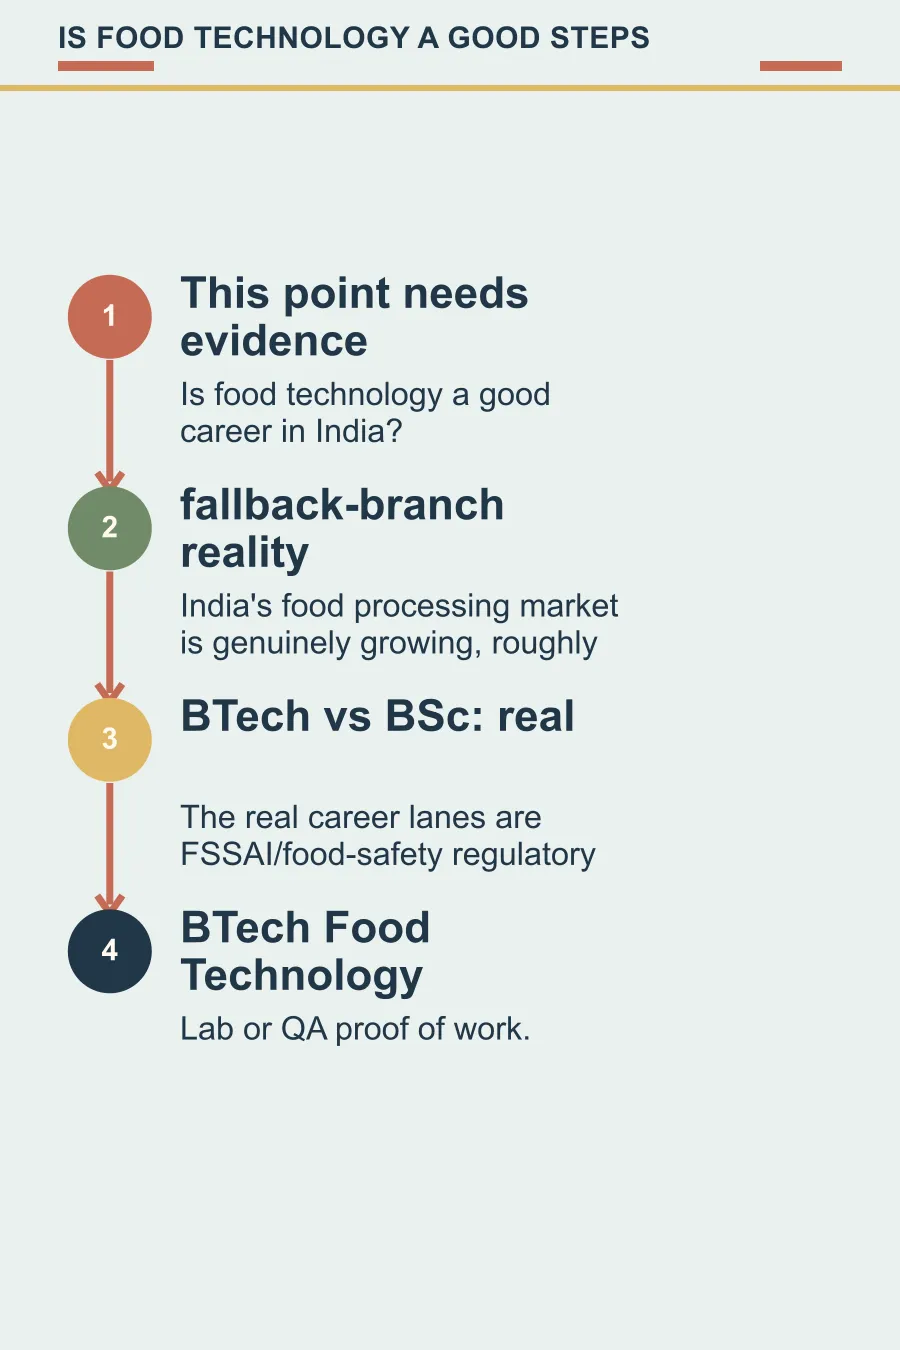 IS FOOD TECHNOLOGY A GOOD STEPS
1
This point needs
evidence
Is food technology a good
career in India?
2
fallback-branch
reality
India's food processing market
is genuinely growing, roughly
3
BTech vs BSc: real
The real career lanes are
FSSAI/food-safety regulatory
4
BTech Food
Technology
Lab or QA proof of work.